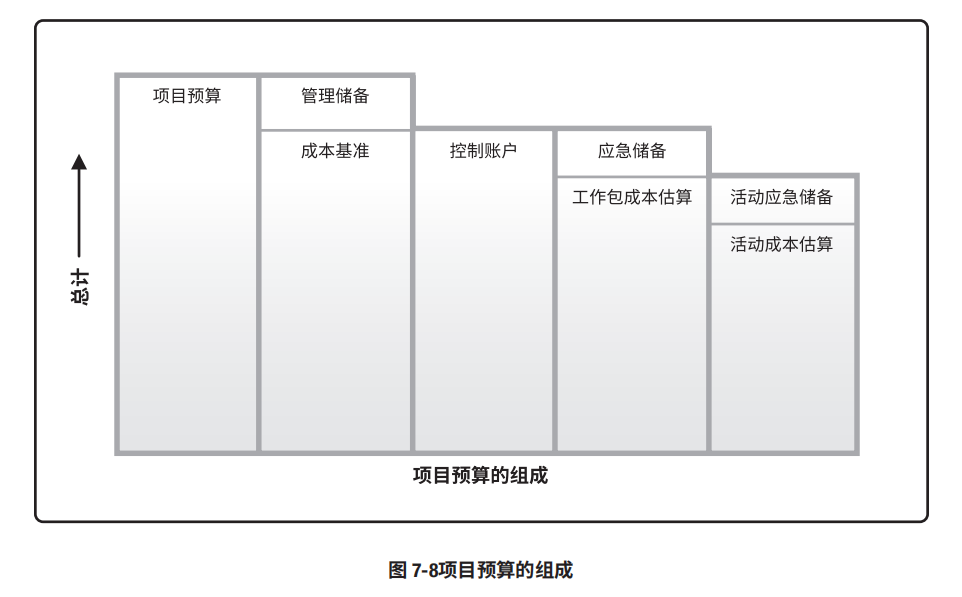 项目预算
管理储备
成本基准
控制账户
应急储备
工作包成本估算
活动应急储备
活动成本估算
总计
项目预算的组成
图 7-8项目预算的组成